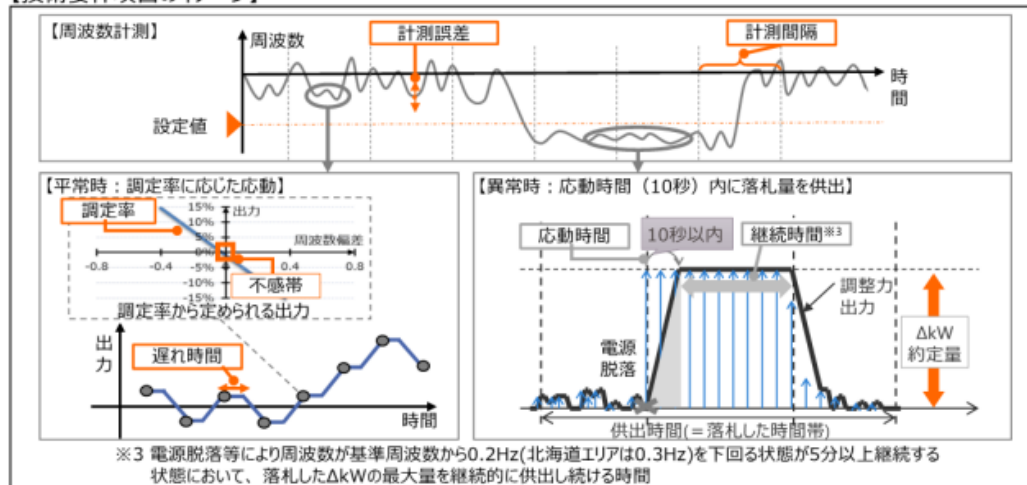 【周波数計測】
周波数
計測誤差
計測間隔
時間
設定値
【平常時：調定率に応じた応動】
調定率
15%
10%
5%
0%
-5%
-10%
-15%
出力
周波数偏差
-0.8
-0.4
0.4
0.8
不感帯
調定率から定められる出力
出力
遅れ時間
時間
【異常時：応動時間（10秒）内に落札量を供出】
応動時間
10秒以内
継続時間※3
調整力
出力
電源
脱落
ΔkW
約定量
供出時間(=落札した時間帯)
※3 電源脱落等により周波数が基準周波数から0.2Hz(北海道エリアは0.3Hz)を下回る状態が5分以上継続する
状態において、落札したΔkWの最大量を継続的に供出し続ける時間